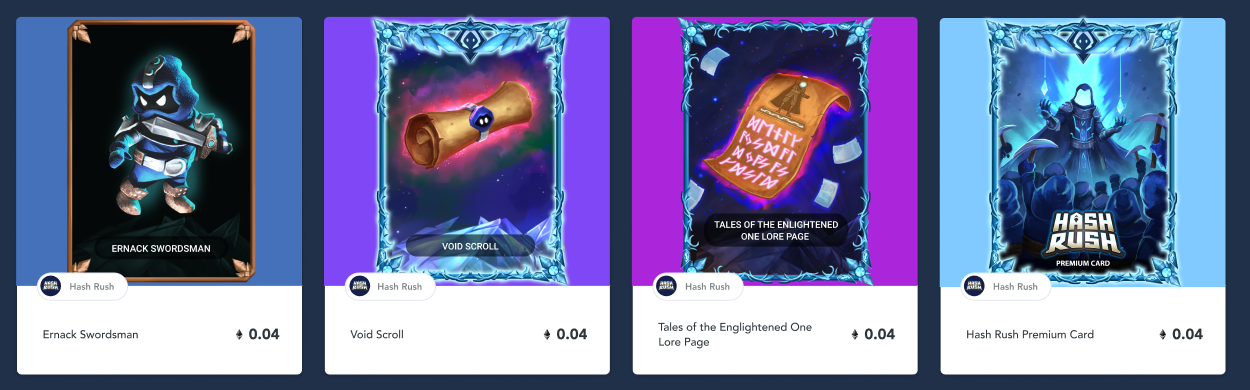 ERNACK SWORDSMAN
HASH
RUSH
Hash Rush
Ernack Swordsman
0.04
VOID SCROLL
HASH
RUSH
Hash Rush
Void Scroll
0.04
TALES OF THE ENLIGHTENED
ONE LORE PAGE
HASH
RUSH
Hash Rush
Tales of the Englightened One
Lore Page
0.04
HASH
RUSH
PREMIUM CARD
HASH
RUSH
Hash Rush
Hash Rush Premium Card
0.04